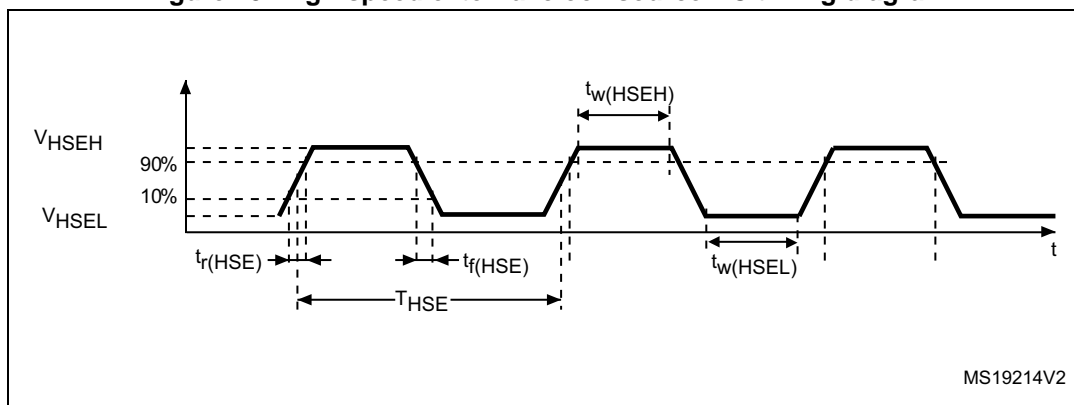 tw(HSEH)
VHSEH
90%
10%
VHSEL
tr(HSE)
tf(HSE)
tw(HSEL)
t
THSE
MS19214V2